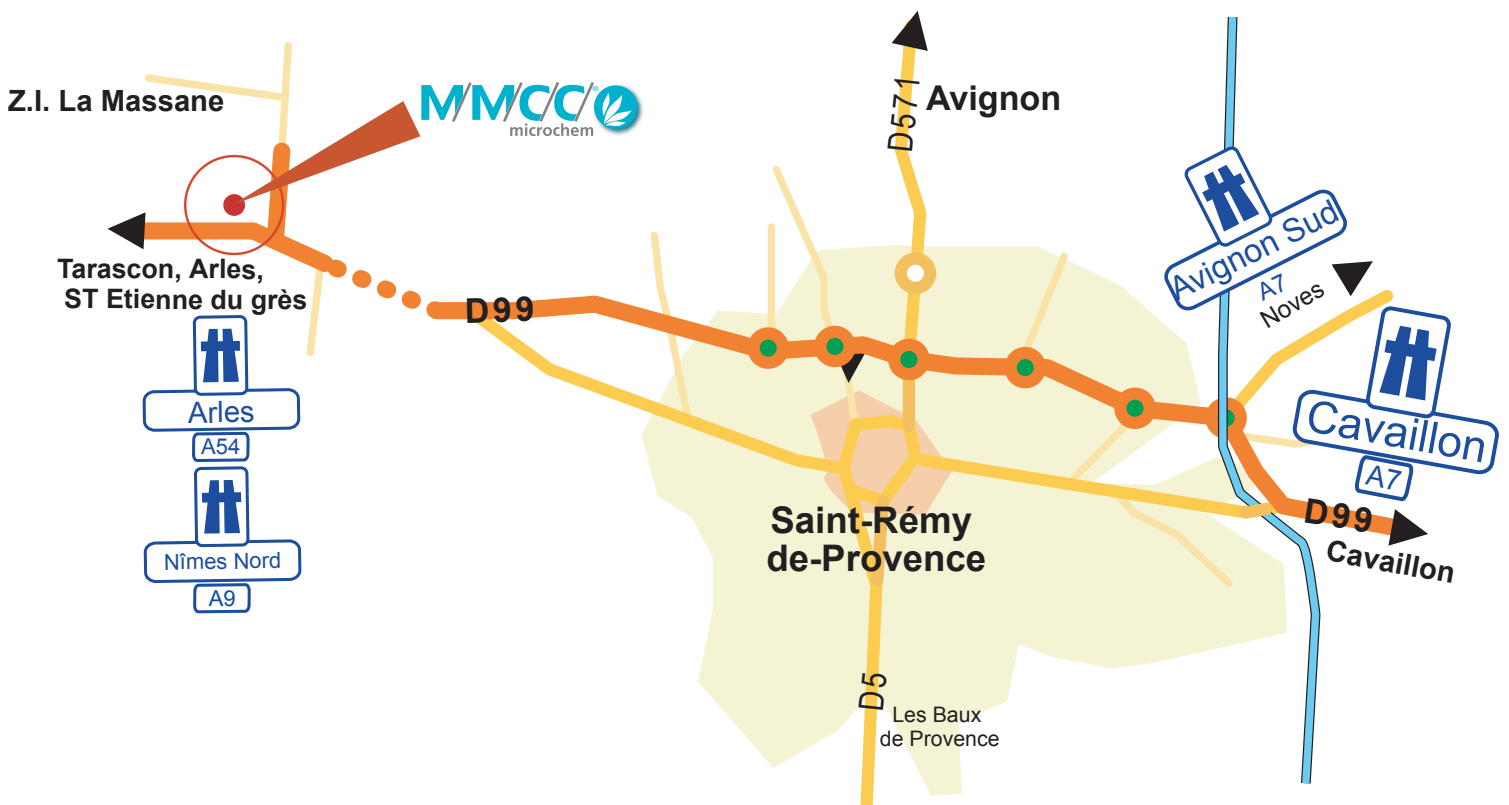 Z.I. La Massane
M/M/C/C/®
microchem
Tarascon, Arles,
ST Etienne du grès
Arles
A54
Nîmes Nord
A9
D99
D571
Avignon
Avignon Sud
A7
Noves
Cavaillon
A7
D99
Cavaillon
Saint-Rémy
de-Provence
D5
Les Baux
de Provence